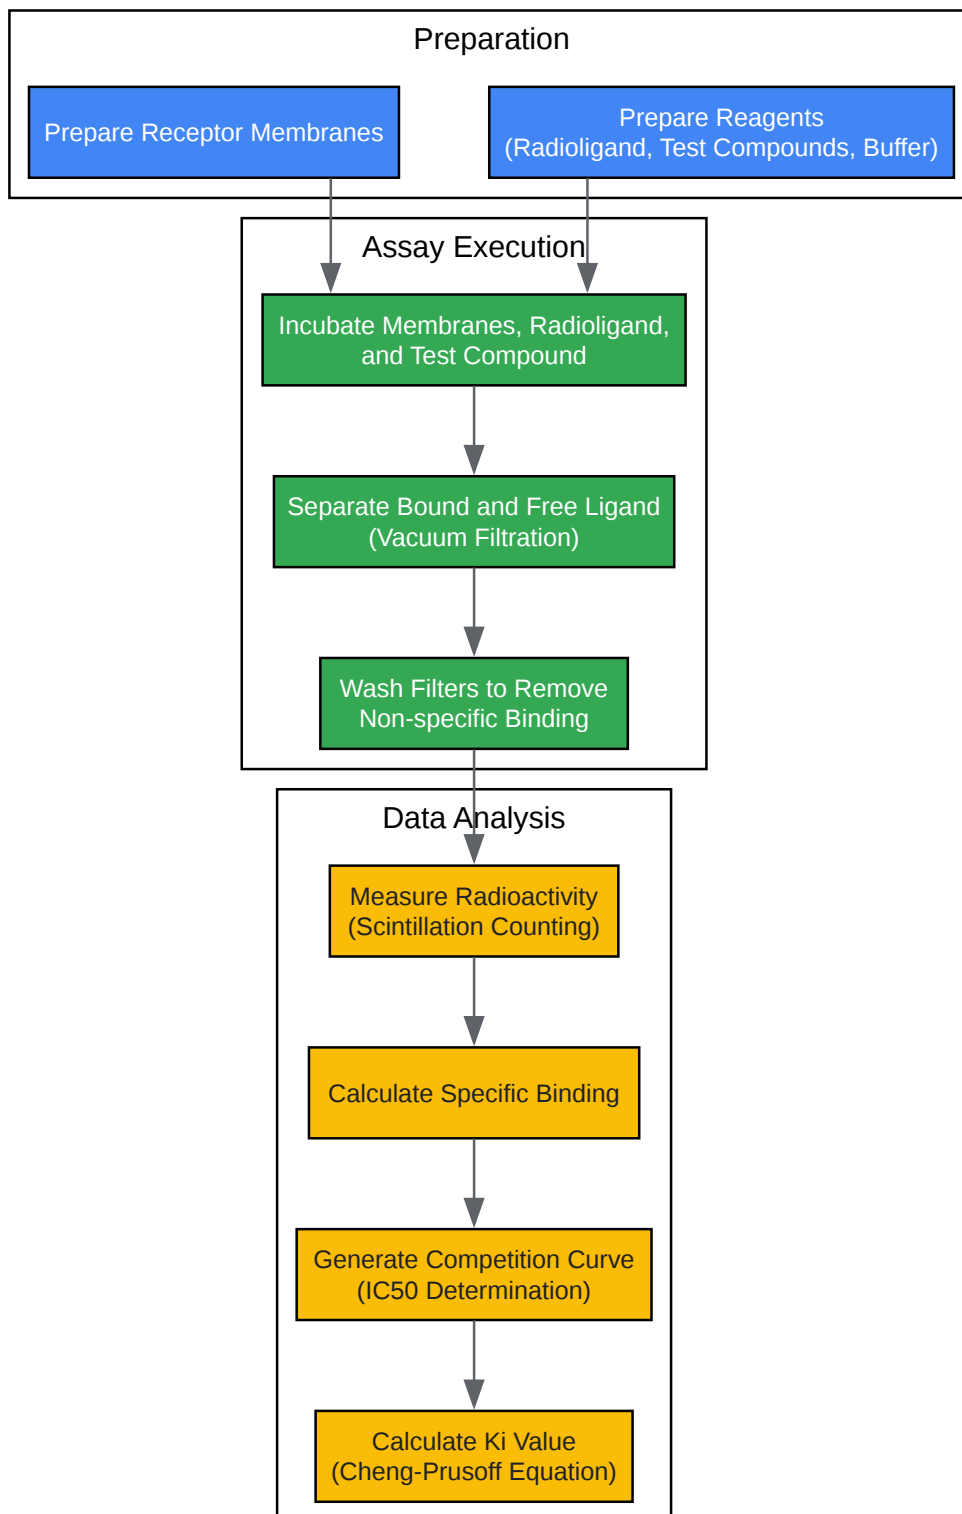 Preparation
Prepare Receptor Membranes
Prepare Reagents
(Radioligand, Test Compounds, Buffer)
Assay Execution
Incubate Membranes, Radioligand,
and Test Compound
Separate Bound and Free Ligand
(Vacuum Filtration)
Wash Filters to Remove
Non-specific Binding
Data Analysis
Measure Radioactivity
(Scintillation Counting)
Calculate Specific Binding
Generate Competition Curve
(IC50 Determination)
Calculate Ki Value
(Cheng-Prusoff Equation)